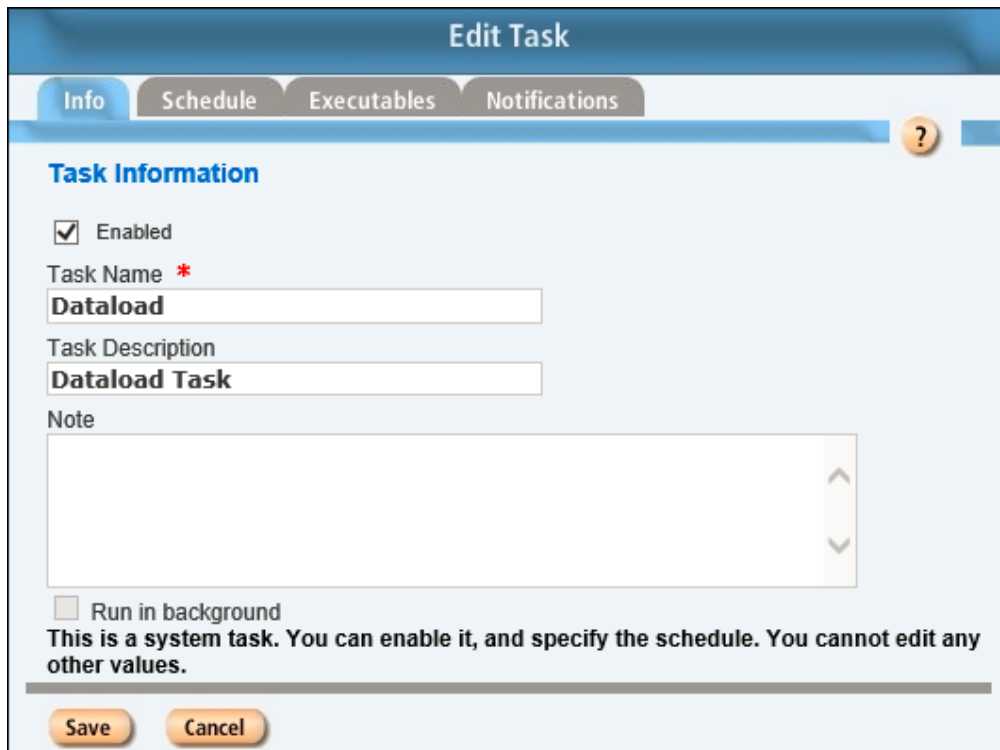 Edit Task
Info Schedule Executables Notifications
?
Task Information
Enabled
Task Name *
Dataload
Task Description
Dataload Task
Note
Run in background
This is a system task. You can enable it, and specify the schedule. You cannot edit any
other values.
Save Cancel